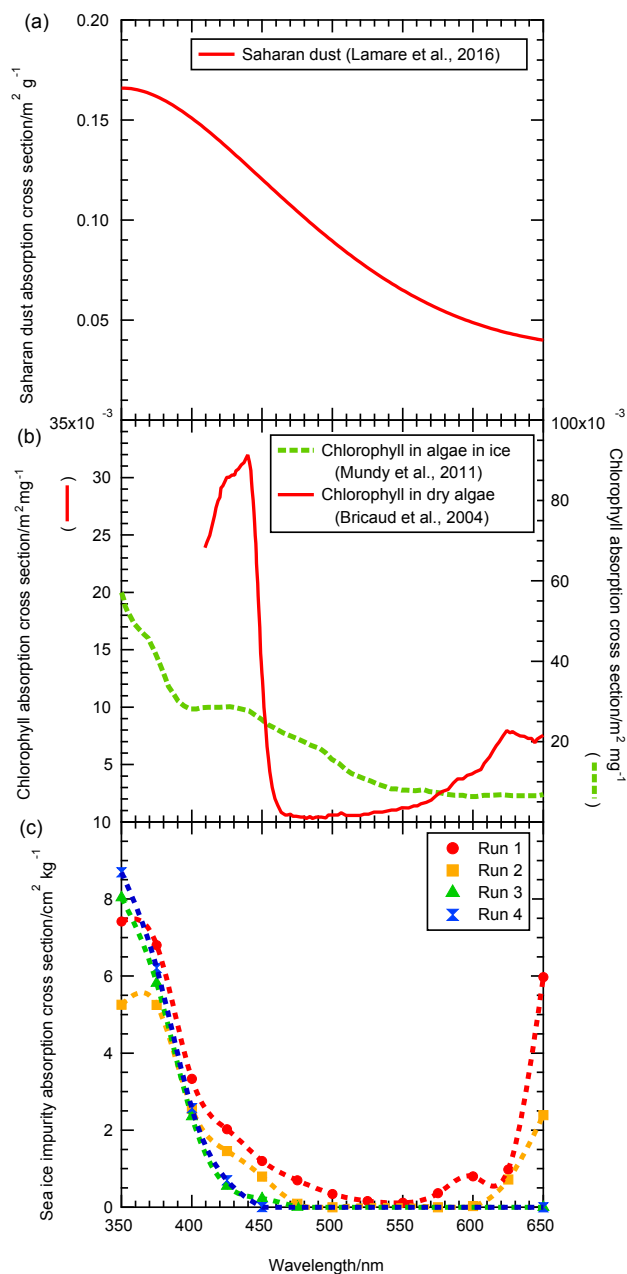 (a)
Saharan dust (Lamare et al., 2016)
Saharan dust absorption cross section/m² g⁻¹
0.20
0.15
0.10
0.05
(b)
35x10⁻³
100x10⁻³
Chlorophyll in algae in ice
(Mundy et al., 2011)
Chlorophyll in dry algae
(Bricaud et al., 2004)
Chlorophyll absorption cross section/m² mg⁻¹
( )
30
25
20
15
10
5
80
60
40
20
Chlorophyll absorption cross section/m² mg⁻¹
( )
(c)
Run 1
Run 2
Run 3
Run 4
Sea ice impurity absorption cross section/cm² kg⁻¹
10
8
6
4
2
0
350 400 450 500 550 600 650
Wavelength/nm